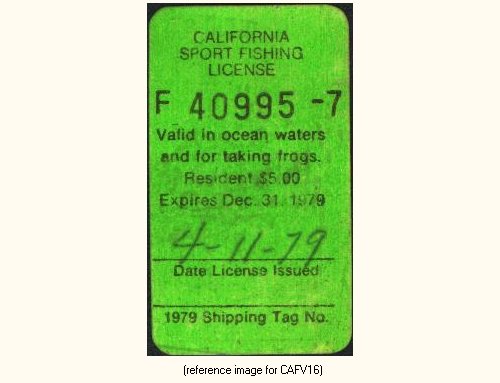 CALIFORNIA
SPORT FISHING
LICENSE
F 40995 -7
Valid in ocean waters
and for taking frogs.
Resident $5.00
Expires Dec. 31, 1979
4-11-79
Date License Issued
1979 Shipping Tag No.
(reference image for CAFV16)